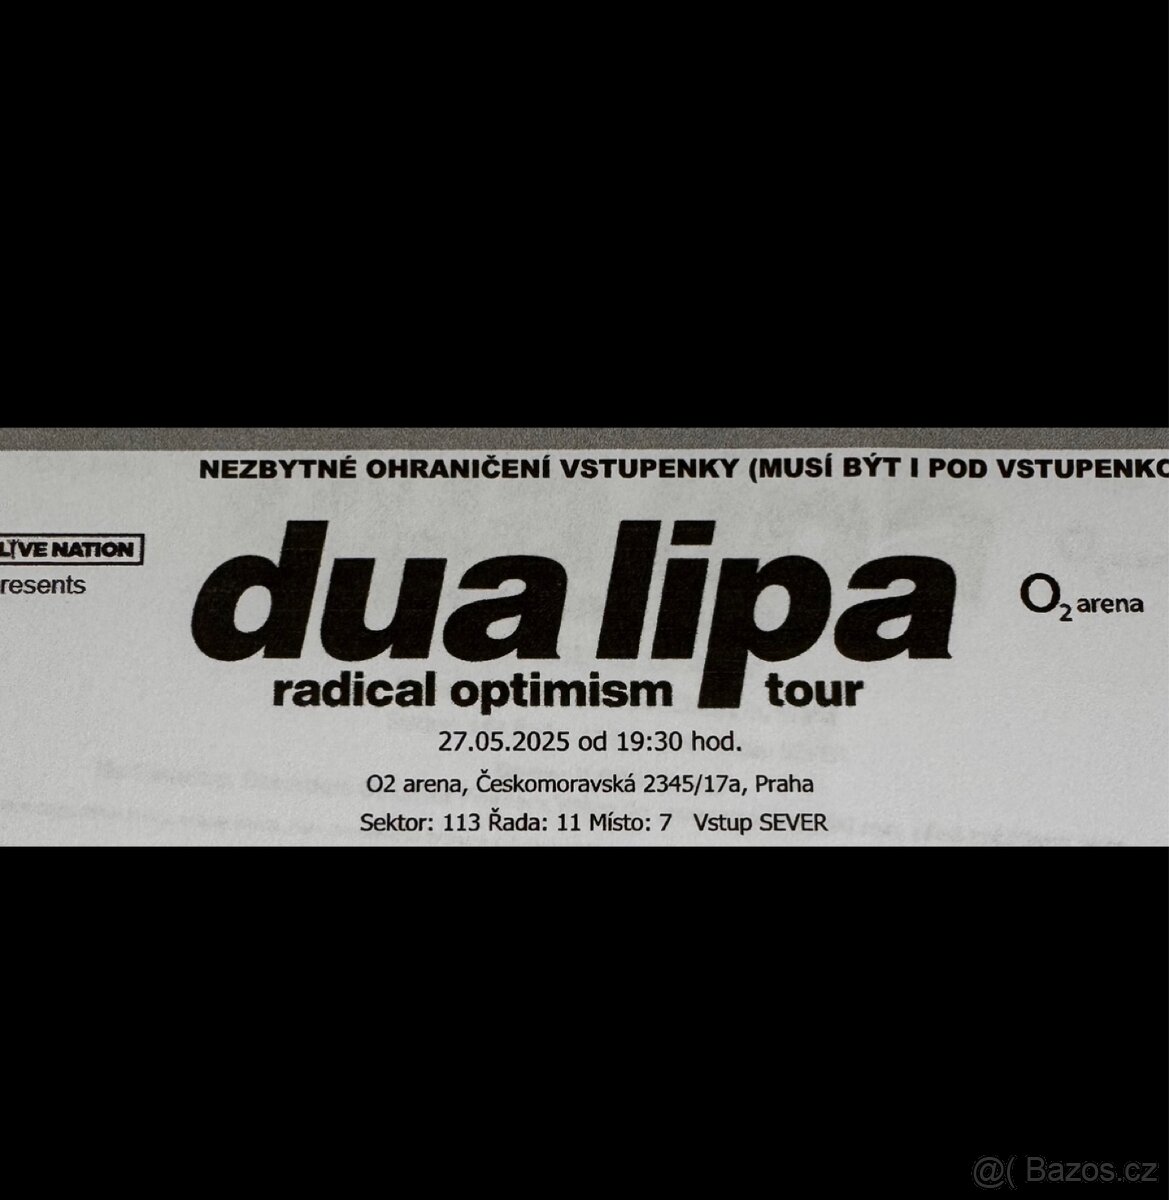 NEZBYTNÉ OHRANIČENÍ VSTUPENKY (MUSÍ BÝT I POD VSTUPENKO
LIVE NATION
resents
dua lipa
radical optimism tour
O2 arena
27.05.2025 od 19:30 hod.
O2 arena, Českomoravská 2345/17a, Praha
Sektor: 113 Řada: 11 Místo: 7 Vstup SEVER
@( Bazos.cz